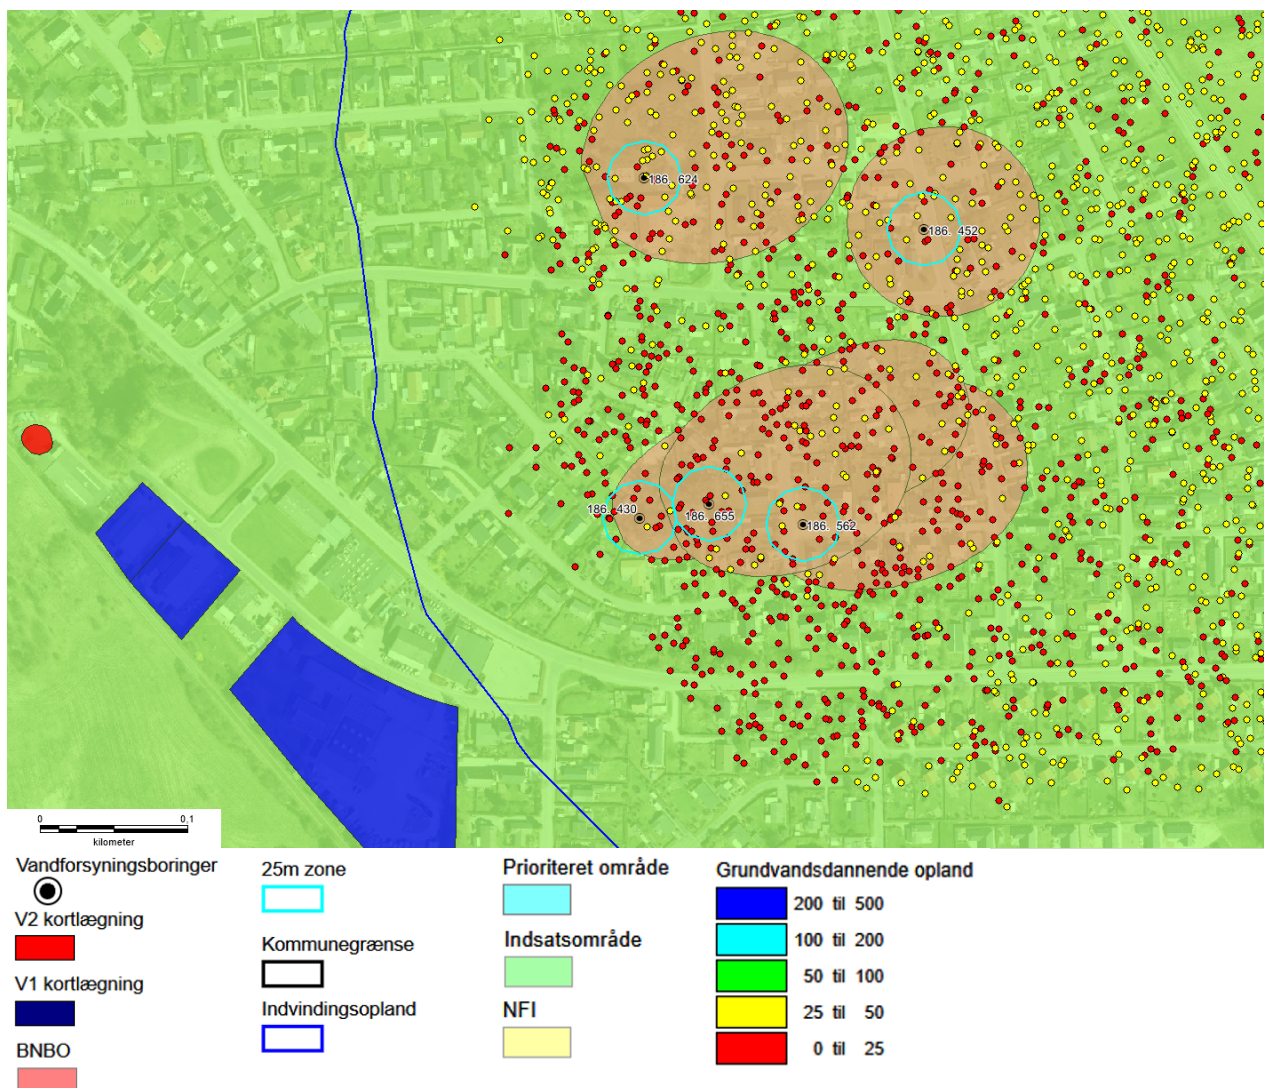 186. 624
186. 452
186. 430
186. 655
186. 562
0
0,1
kilometer
Vandforsyningsboringer
V2 kortlægning
V1 kortlægning
BNBO
25m zone
Kommunegrænse
Indvindingsopland
Prioriteret område
Indsatsområde
NFI
Grundvandsdannende opland
200 til 500
100 til 200
50 til 100
25 til 50
0 til 25